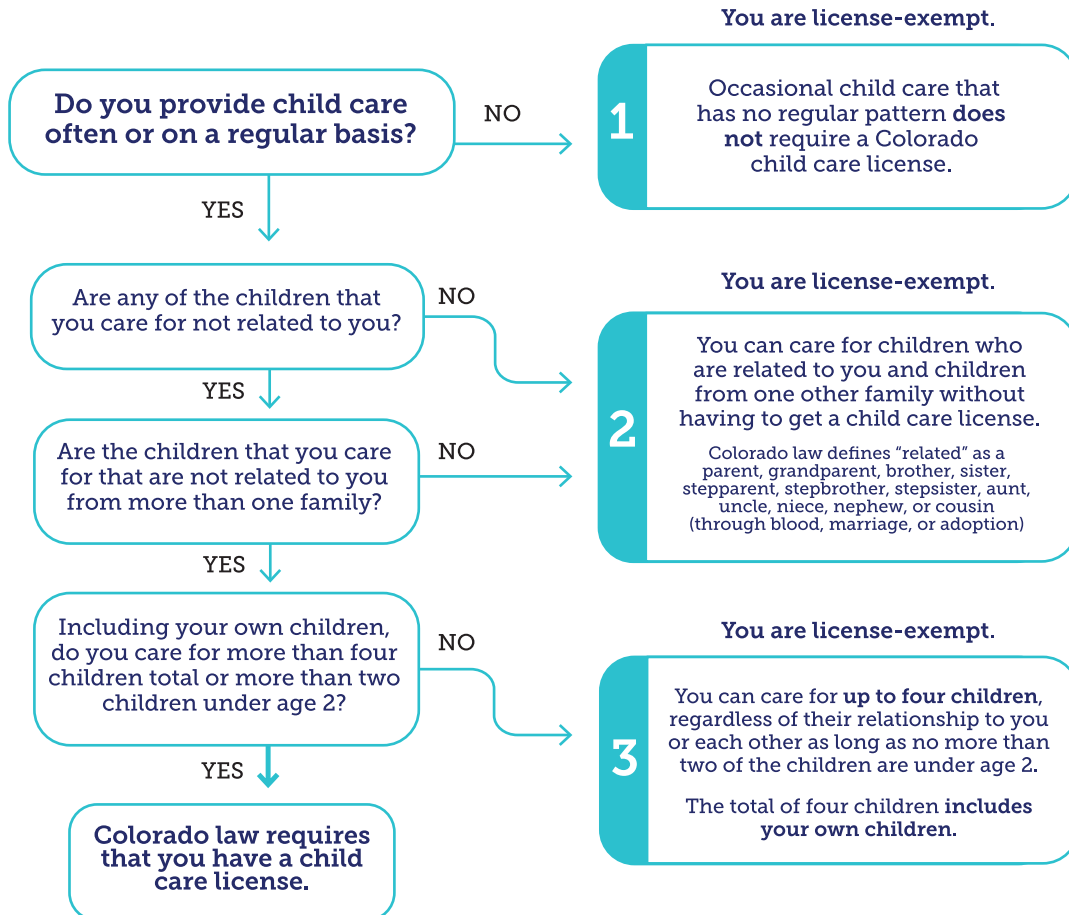 You are license-exempt.
Do you provide child care
often or on a regular basis?
NO
1
Occasional child care that
has no regular pattern does
not require a Colorado
child care license.
YES
Are any of the children that
you care for not related to you?
NO
You are license-exempt.
2
You can care for children who
are related to you and children
from one other family without
having to get a child care license.
Colorado law defines “related” as a
parent, grandparent, brother, sister,
stepparent, stepbrother, stepsister, aunt,
uncle, niece, nephew, or cousin
(through blood, marriage, or adoption)
YES
Are the children that you care
for that are not related to you
from more than one family?
NO
YES
Including your own children,
do you care for more than four
children total or more than two
children under age 2?
NO
You are license-exempt.
3
You can care for up to four children,
regardless of their relationship to you
or each other as long as no more than
two of the children are under age 2.
The total of four children includes
your own children.
YES
Colorado law requires
that you have a child
care license.